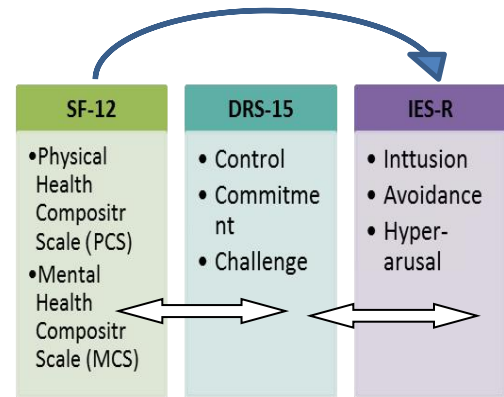 SF-12
•Physical
Health
Compositr
Scale (PCS)
•Mental
Health
Compositr
Scale (MCS)
DRS-15
• Control
• Commitme
nt
• Challenge
IES-R
• Inttusion
• Avoidance
• Hyper-
arusal